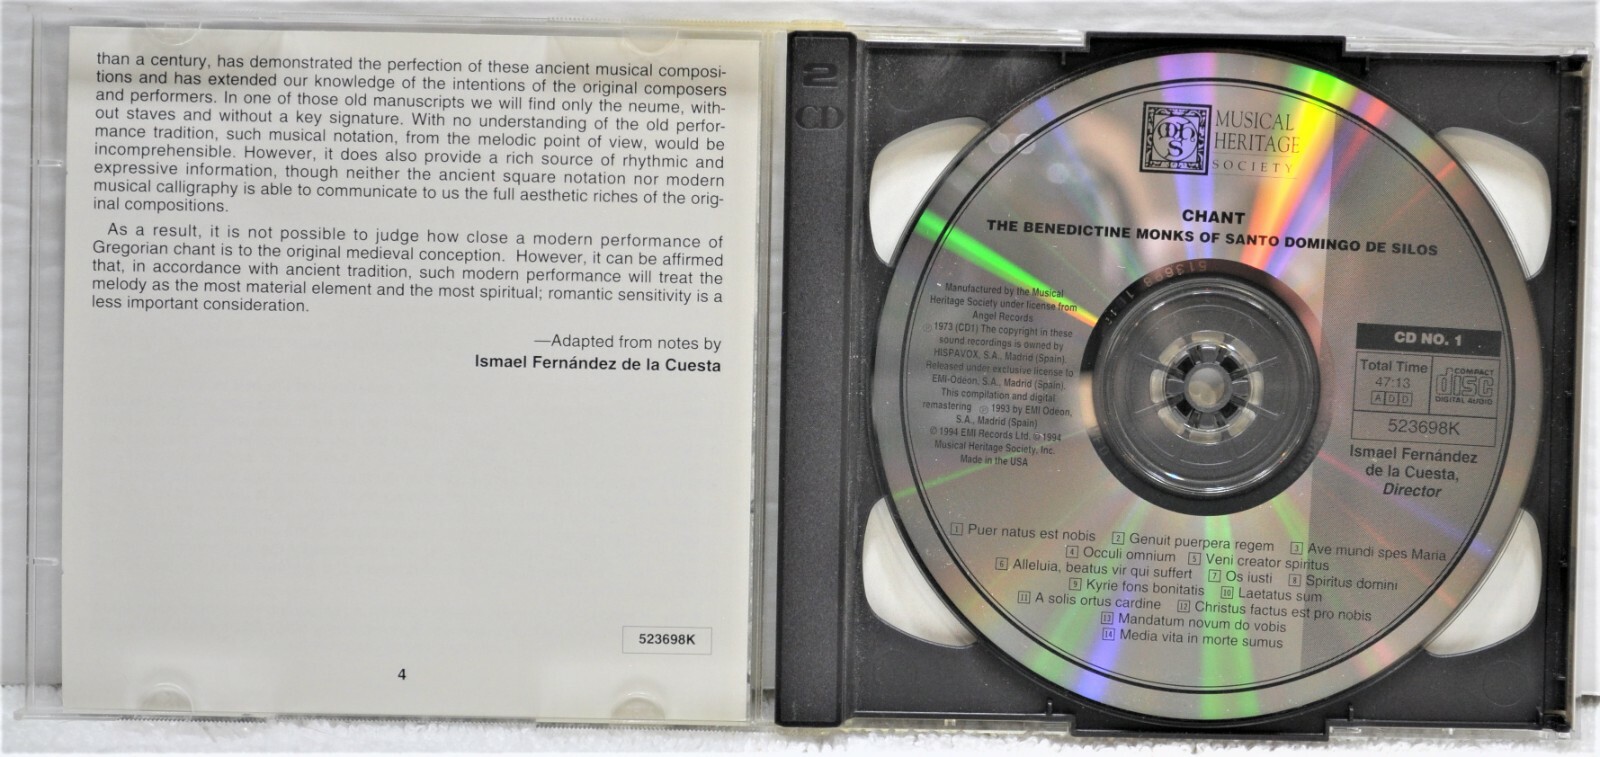 than a century, has demonstrated the perfection of these ancient musical composi-
tions and has extended our knowledge of the intentions of the original composers
and performers. In one of those old manuscripts we will find only the neume, with-
out staves and without a key signature. With no understanding of the old perfor-
mance tradition, such musical notation, from the melodic point of view, would be
incomprehensible. However, it does also provide a rich source of rhythmic and
expressive information, though neither the ancient square notation nor modern
musical calligraphy is able to communicate to us the full aesthetic riches of the orig-
inal compositions.
As a result, it is not possible to judge how close a modern performance of
Gregorian chant is to the original medieval conception. However, it can be affirmed
that, in accordance with ancient tradition, such modern performance will treat the
melody as the most material element and the most spiritual; romantic sensitivity is a
less important consideration.
—Adapted from notes by
Ismael Fernández de la Cuesta
523698K
4
2
CD
MUSICAL
HERITAGE
SOCIETY
CHANT
THE BENEDICTINE MONKS OF SANTO DOMINGO DE SILOS
Manufactured by the Musical
Heritage Society under license from
Angel Records
℗ 1973 (CD1) The copyright in these
sound recordings is owned by
HISPAVOX, S.A., Madrid (Spain).
Released under exclusive license to
EMI-Odeon, S.A., Madrid (Spain).
This compilation and digital
remastering ℗ 1993 by EMI Odeon,
S.A., Madrid (Spain)
© 1994 EMI Records Ltd. © 1994
Musical Heritage Society, Inc.
Made in the USA
CD NO. 1
Total Time
47:13
ADD
COMPACT
disc
DIGITAL AUDIO
523698K
Ismael Fernández
de la Cuesta,
Director
1 Puer natus est nobis 2 Genuit puerpera regem 3 Ave mundi spes Maria
4 Occuli omnium 5 Veni creator spiritus
6 Alleluia, beatus vir qui suffert 7 Os iusti 8 Spiritus domini
9 Kyrie fons bonitatis 10 Laetatus sum
11 A solis ortus cardine 12 Christus factus est pro nobis
13 Mandatum novum do vobis
14 Media vita in morte sumus